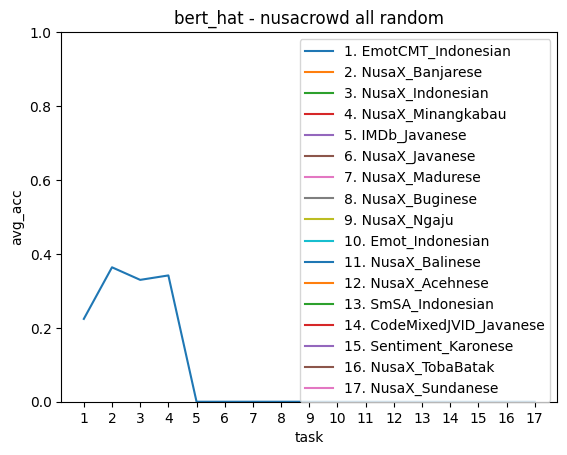 bert_hat - nusacrowd all random
1.0
0.8
0.6
0.4
0.2
0.0
avg_acc
1. EmotCMT_Indonesian
2. NusaX_Banjarese
3. NusaX_Indonesian
4. NusaX_Minangkabau
5. IMDb_Javanese
6. NusaX_Javanese
7. NusaX_Madurese
8. NusaX_Buginese
9. NusaX_Ngaju
10. Emot_Indonesian
11. NusaX_Balinese
12. NusaX_Acehnese
13. SmSA_Indonesian
14. CodeMixedJVID_Javanese
15. Sentiment_Karonese
16. NusaX_TobaBatak
17. NusaX_Sundanese
1 2 3 4 5 6 7 8 9 10 11 12 13 14 15 16 17
task